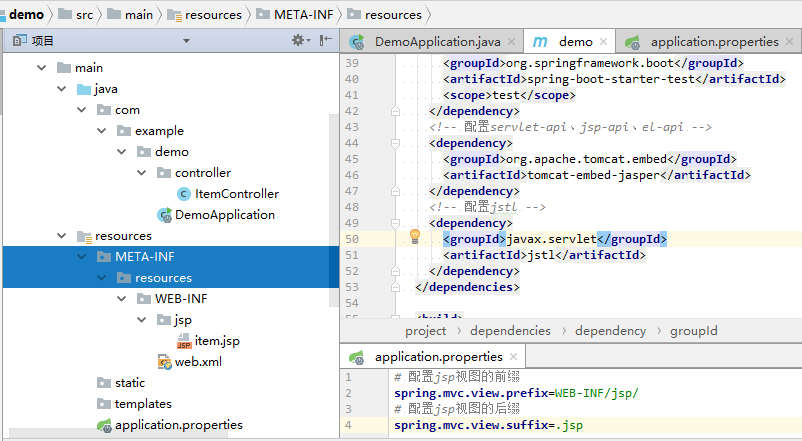 demo src main resources META-INF resources
项目
main
java
com
example
demo
controller
ItemController
DemoApplication
resources
META-INF
resources
WEB-INF
jsp
item.jsp
web.xml
static
templates
application.properties
DemoApplication.java demo application.properties
39 <groupId>org.springframework.boot</groupId>
40 <artifactId>spring-boot-starter-test</artifactId>
41 <scope>test</scope>
42 </dependency>
43 <!-- 配置servlet-api、jsp-api、el-api -->
44 <dependency>
45 <groupId>org.apache.tomcat.embed</groupId>
46 <artifactId>tomcat-embed-jasper</artifactId>
47 </dependency>
48 <!-- 配置jstl -->
49 <dependency>
50 <groupId>javax.servlet</groupId>
51 <artifactId>jstl</artifactId>
52 </dependency>
53 </dependencies>
54
55 <build>
project dependencies dependency groupId
application.properties
1 # 配置jsp视图的前缀
2 spring.mvc.view.prefix=WEB-INF/jsp/
3 # 配置jsp视图的后缀
4 spring.mvc.view.suffix=.jsp